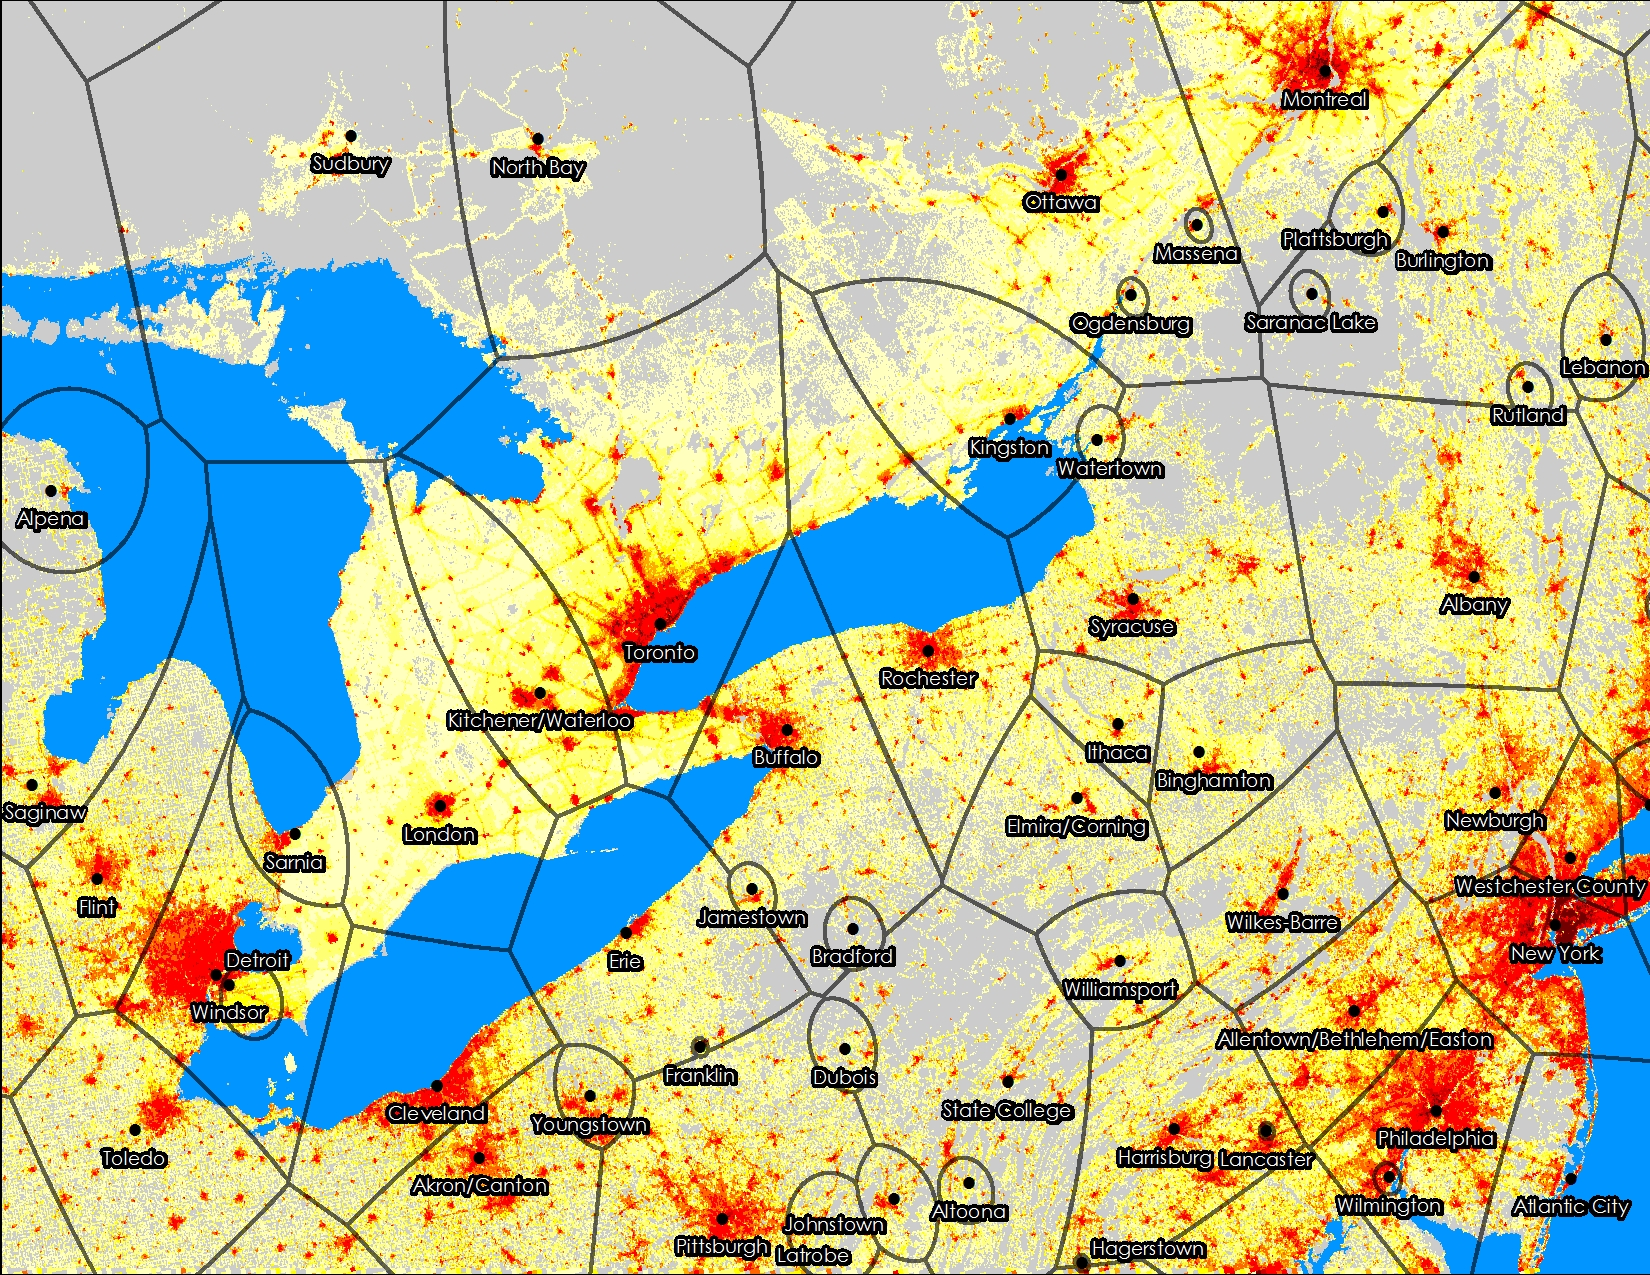 Montreal
Sudbury
North Bay
Ottawa
Massena
Plattsburgh
Burlington
Ogdensburg
Saranac Lake
Lebanon
Rutland
Kingston
Watertown
Alpena
Albany
Syracuse
Toronto
Rochester
Kitchener/Waterloo
Buffalo
Ithaca
Binghamton
Saginaw
London
Elmira/Corning
Newburgh
Sarnia
Westchester County
Flint
Jamestown
Wilkes-Barre
Bradford
New York
Detroit
Erie
Williamsport
Windsor
Allentown/Bethlehem/Easton
Franklin
Dubois
Cleveland
Youngstown
State College
Philadelphia
Toledo
Harrisburg
Lancaster
Akron/Canton
Wilmington
Atlantic City
Johnstown
Altoona
Pittsburgh
Latrobe
Hagerstown